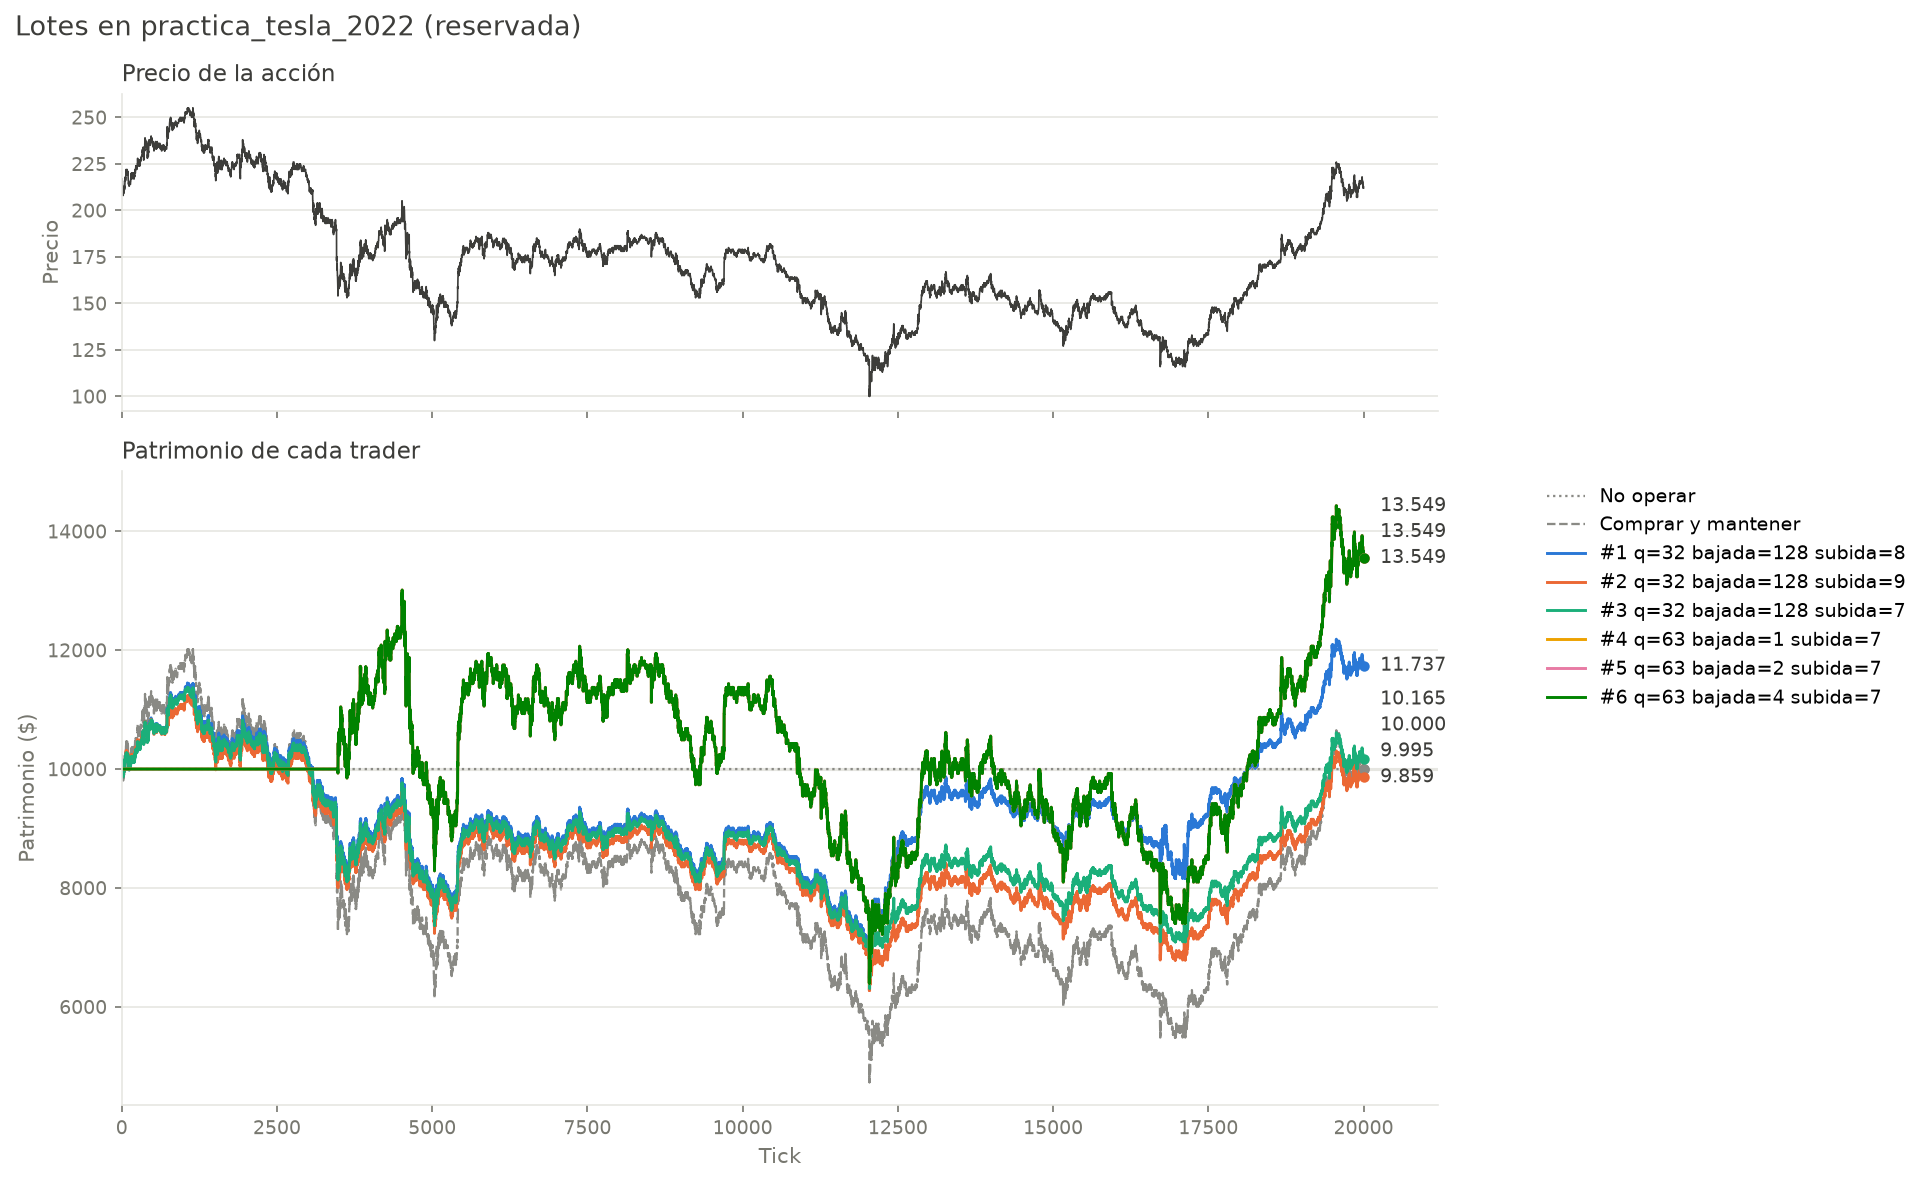 Lotes en practica_tesla_2022 (reservada)
Precio de la acción
250
225
200
175
150
125
100
Precio
Patrimonio de cada trader
14000
12000
10000
8000
6000
Patrimonio ($)
13.549
13.549
13.549
11.737
10.165
10.000
9.995
9.859
0
2500
5000
7500
10000
12500
15000
17500
20000
Tick
No operar
Comprar y mantener
#1 q=32 bajada=128 subida=8
#2 q=32 bajada=128 subida=9
#3 q=32 bajada=128 subida=7
#4 q=63 bajada=1 subida=7
#5 q=63 bajada=2 subida=7
#6 q=63 bajada=4 subida=7